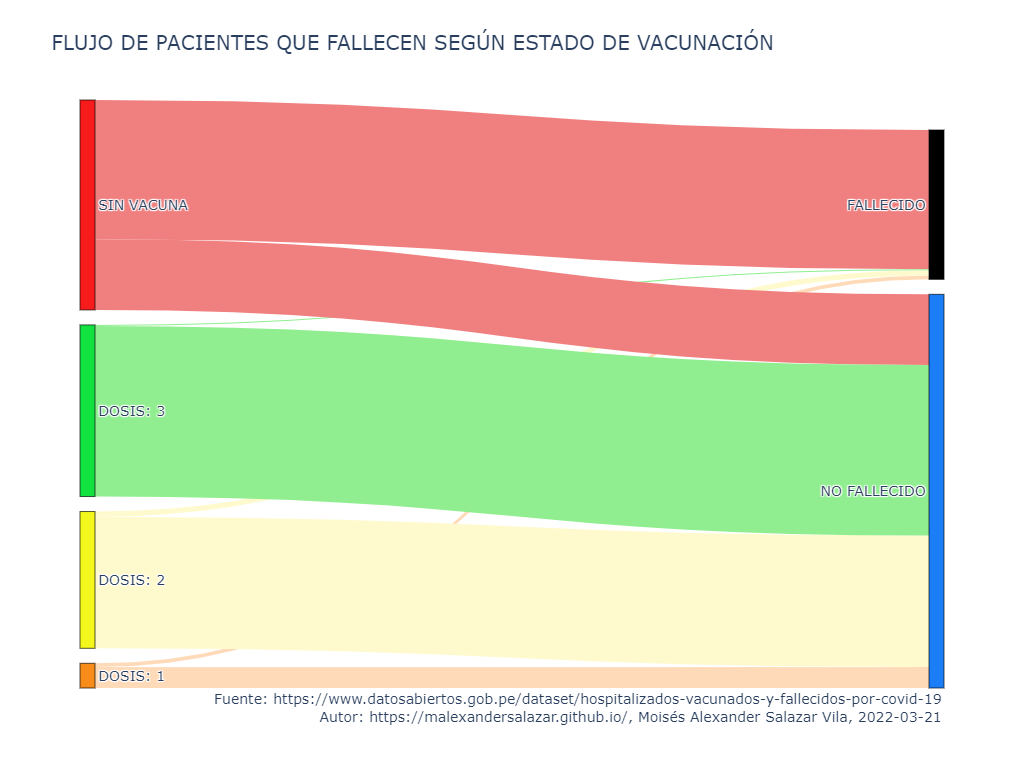 FLUJO DE PACIENTES QUE FALLECEN SEGÚN ESTADO DE VACUNACIÓN
SIN VACUNA
FALLECIDO
DOSIS: 3
NO FALLECIDO
DOSIS: 2
DOSIS: 1
Fuente: https://www.datosabiertos.gob.pe/dataset/hospitalizados-vacunados-y-fallecidos-por-covid-19
Autor: https://malexandersalazar.github.io/, Moisés Alexander Salazar Vila, 2022-03-21